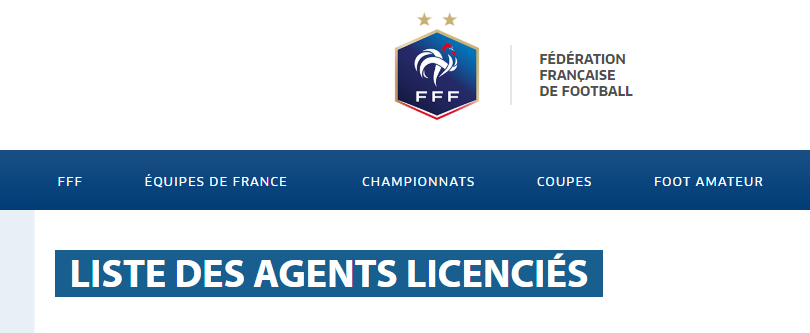 FFF
FÉDÉRATION
FRANÇAISE
DE FOOTBALL
FFF ÉQUIPES DE FRANCE CHAMPIONNATS COUPES FOOT AMATEUR
LISTE DES AGENTS LICENCIÉS